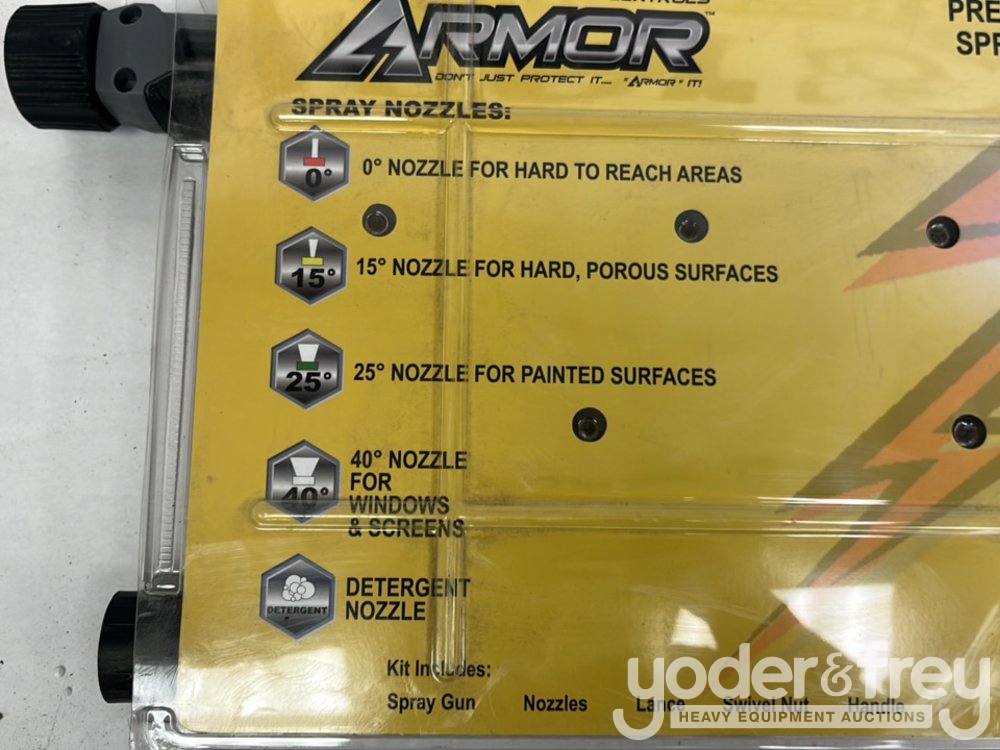 ARMOR™
DON'T JUST PROTECT IT.... "ARMOR" IT!
PRE
SPR
SPRAY NOZZLES:
0°
0° NOZZLE FOR HARD TO REACH AREAS
15°
15° NOZZLE FOR HARD, POROUS SURFACES
25°
25° NOZZLE FOR PAINTED SURFACES
40°
40° NOZZLE
FOR
WINDOWS
& SCREENS
DETERGENT
DETERGENT
NOZZLE
Kit Includes:
Spray Gun Nozzles Lance Swivel Nut Handle
yoder&frey
HEAVY EQUIPMENT AUCTIONS